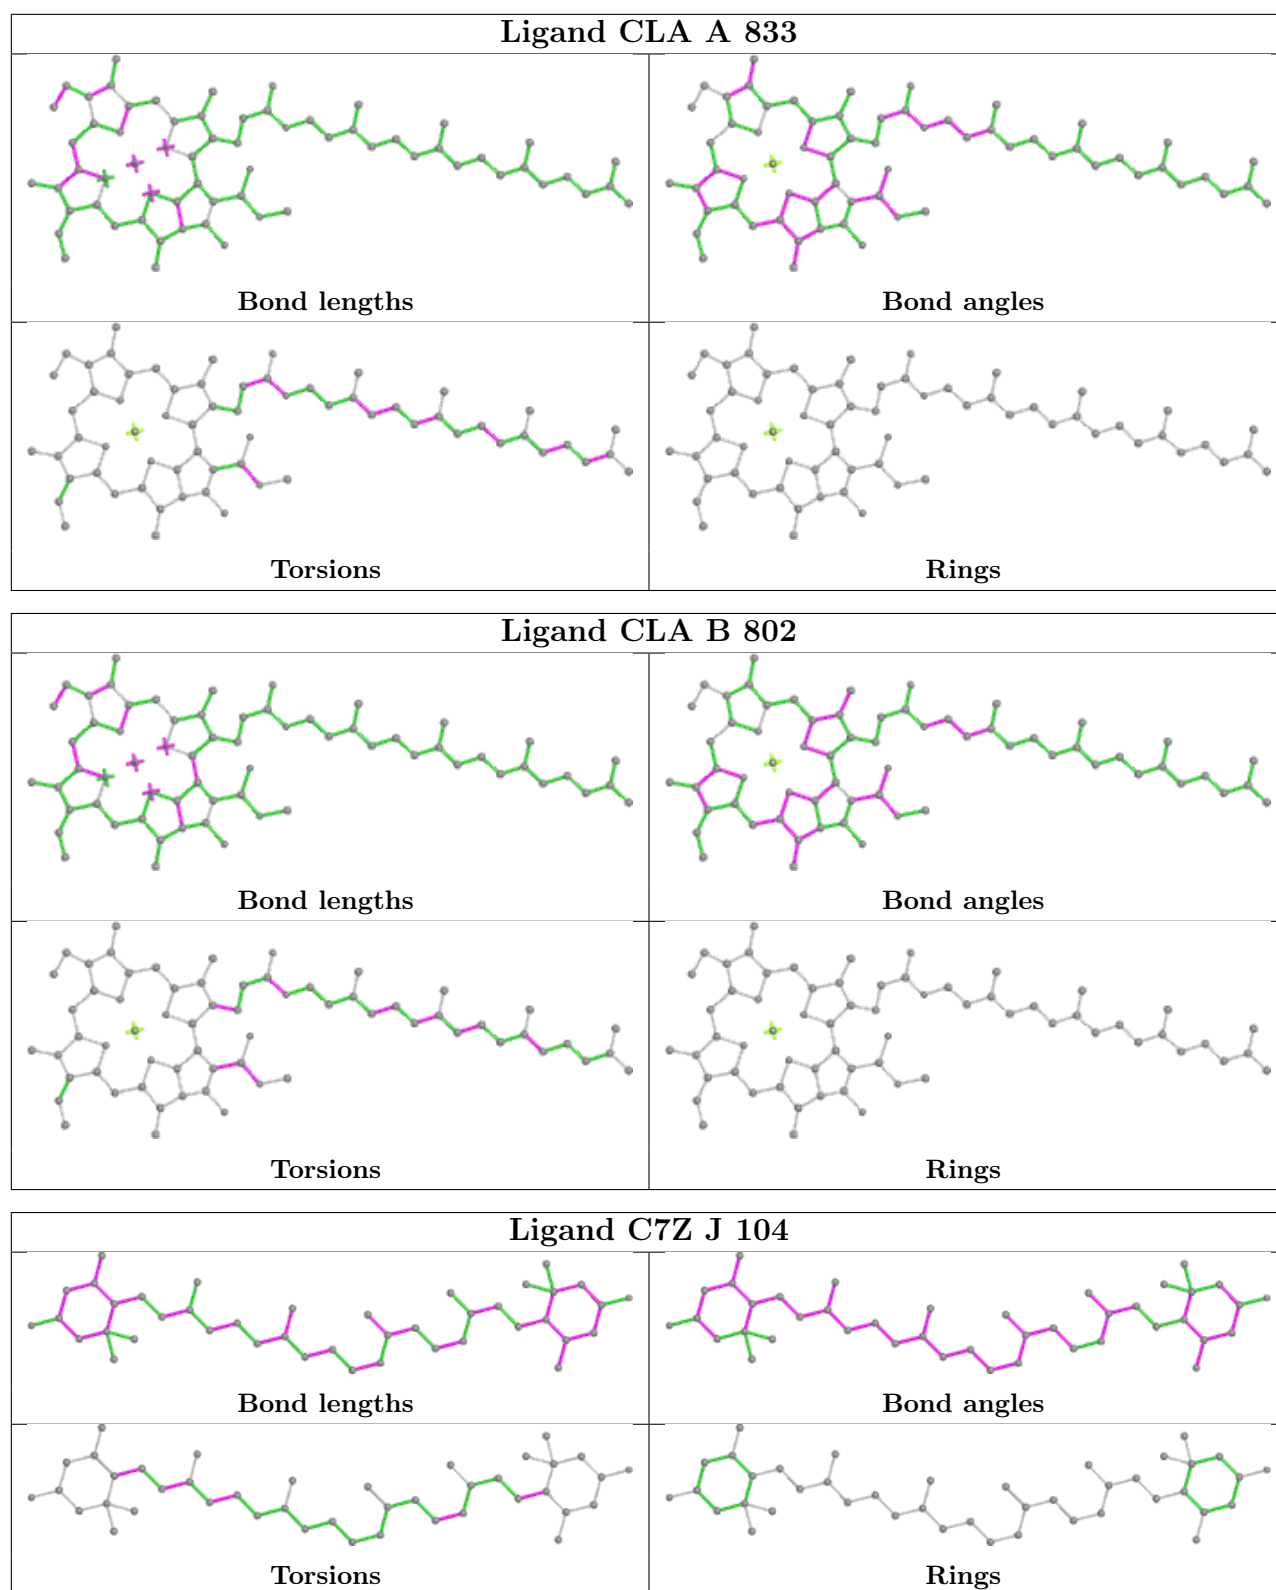 Ligand CLA A 833
Bond lengths
Bond angles
Torsions
Rings
Ligand CLA B 802
Bond lengths
Bond angles
Torsions
Rings
Ligand C7Z J 104
Bond lengths
Bond angles
Torsions
Rings